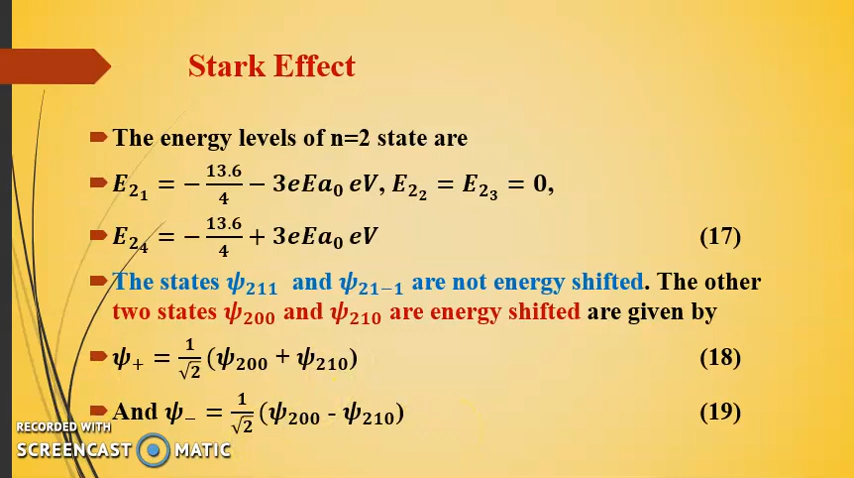 Stark Effect
The energy levels of n=2 state are
E₂₁ = −13.6/4 − 3eEa₀ eV, E₂₂ = E₂₃ = 0,
E₂₄ = −13.6/4 + 3eEa₀ eV (17)
The states ψ₂₁₁ and ψ₂₁₋₁ are not energy shifted. The other
two states ψ₂₀₀ and ψ₂₁₀ are energy shifted are given by
ψ₊ = 1/√2 (ψ₂₀₀ + ψ₂₁₀) (18)
And ψ₋ = 1/√2 (ψ₂₀₀ - ψ₂₁₀) (19)
RECORDED WITH
SCREENCAST MATIC